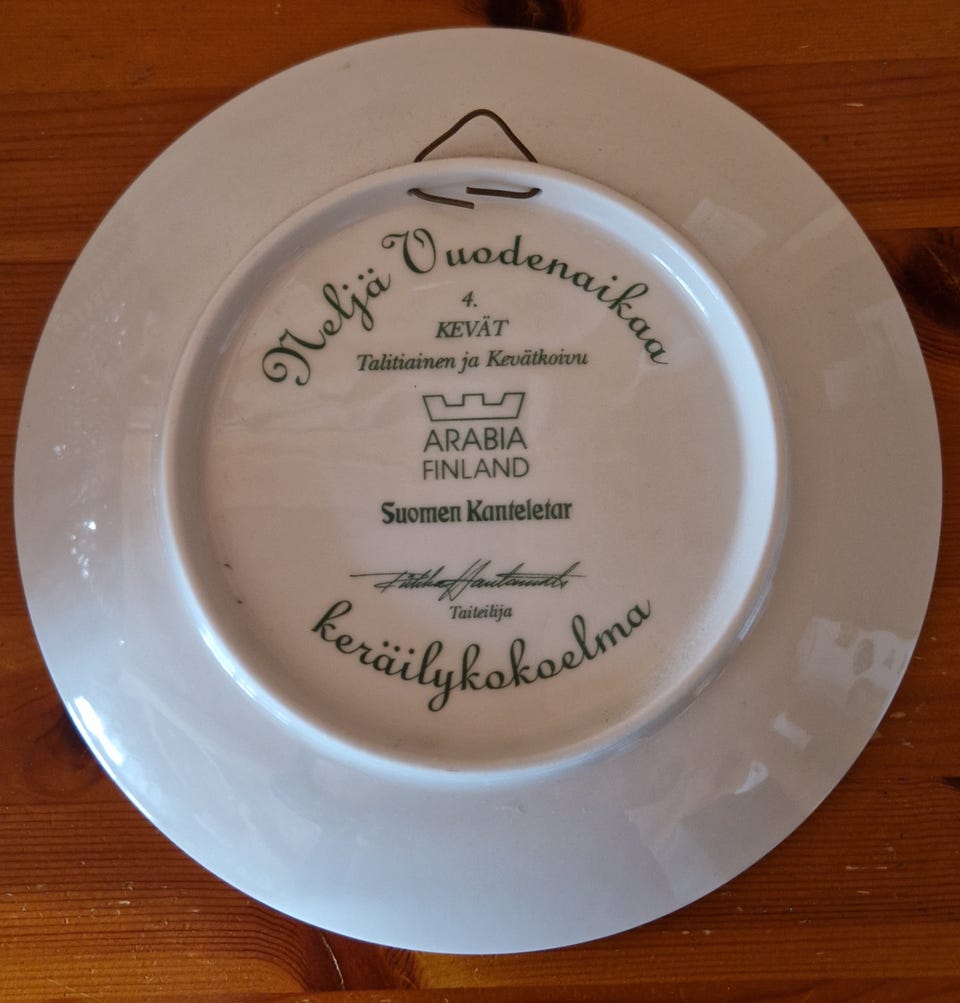 Neljä Vuodenaikaa
4.
KEVÄT
Talitiainen ja Kevätkoivu
ARABIA
FINLAND
Suomen Kanteletar
Taiteilija
keräilykokoelma